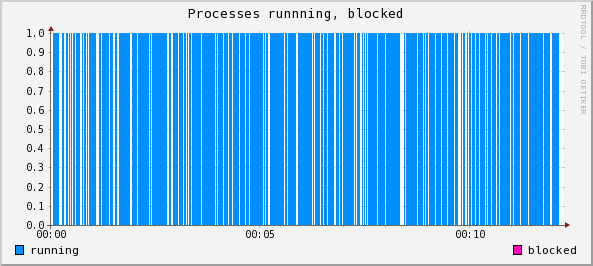 Processes runnning, blocked
RRDTOOL / TOBI OETIKER
1.0
0.9
0.8
0.7
0.6
0.5
0.4
0.3
0.2
0.1
0.0
00:00 00:05 00:10
running blocked